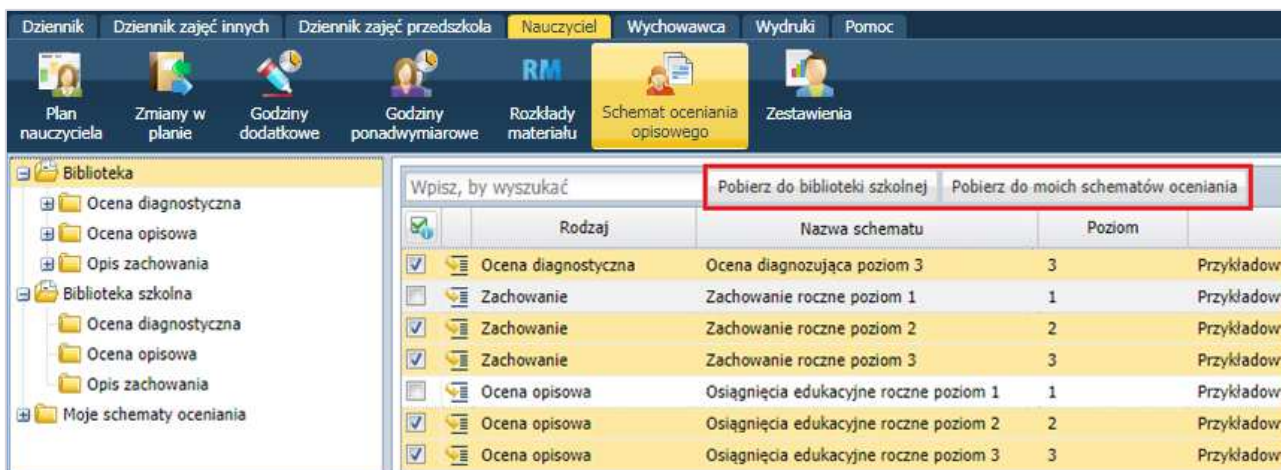 Dziennik Dziennik zajęć innych Dziennik zajęć przedszkola Nauczyciel Wychowawca Wydruki Pomoc
RM
Plan nauczyciela
Zmiany w planie
Godziny dodatkowe
Godziny ponadwymiarowe
Rozkłady materiału
Schemat oceniania opisowego
Zestawienia
Biblioteka
Ocena diagnostyczna
Ocena opisowa
Opis zachowania
Biblioteka szkolna
Ocena diagnostyczna
Ocena opisowa
Opis zachowania
Moje schematy oceniania
Wpisz, by wyszukać Pobierz do biblioteki szkolnej Pobierz do moich schematów oceniania
Rodzaj Nazwa schematu Poziom
Ocena diagnostyczna Ocena diagnozująca poziom 3 3 Przykładow
Zachowanie Zachowanie roczne poziom 1 1 Przykładow
Zachowanie Zachowanie roczne poziom 2 2 Przykładow
Zachowanie Zachowanie roczne poziom 3 3 Przykładow
Ocena opisowa Osiągnięcia edukacyjne roczne poziom 1 1 Przykładow
Ocena opisowa Osiągnięcia edukacyjne roczne poziom 2 2 Przykładow
Ocena opisowa Osiągnięcia edukacyjne roczne poziom 3 3 Przykładow